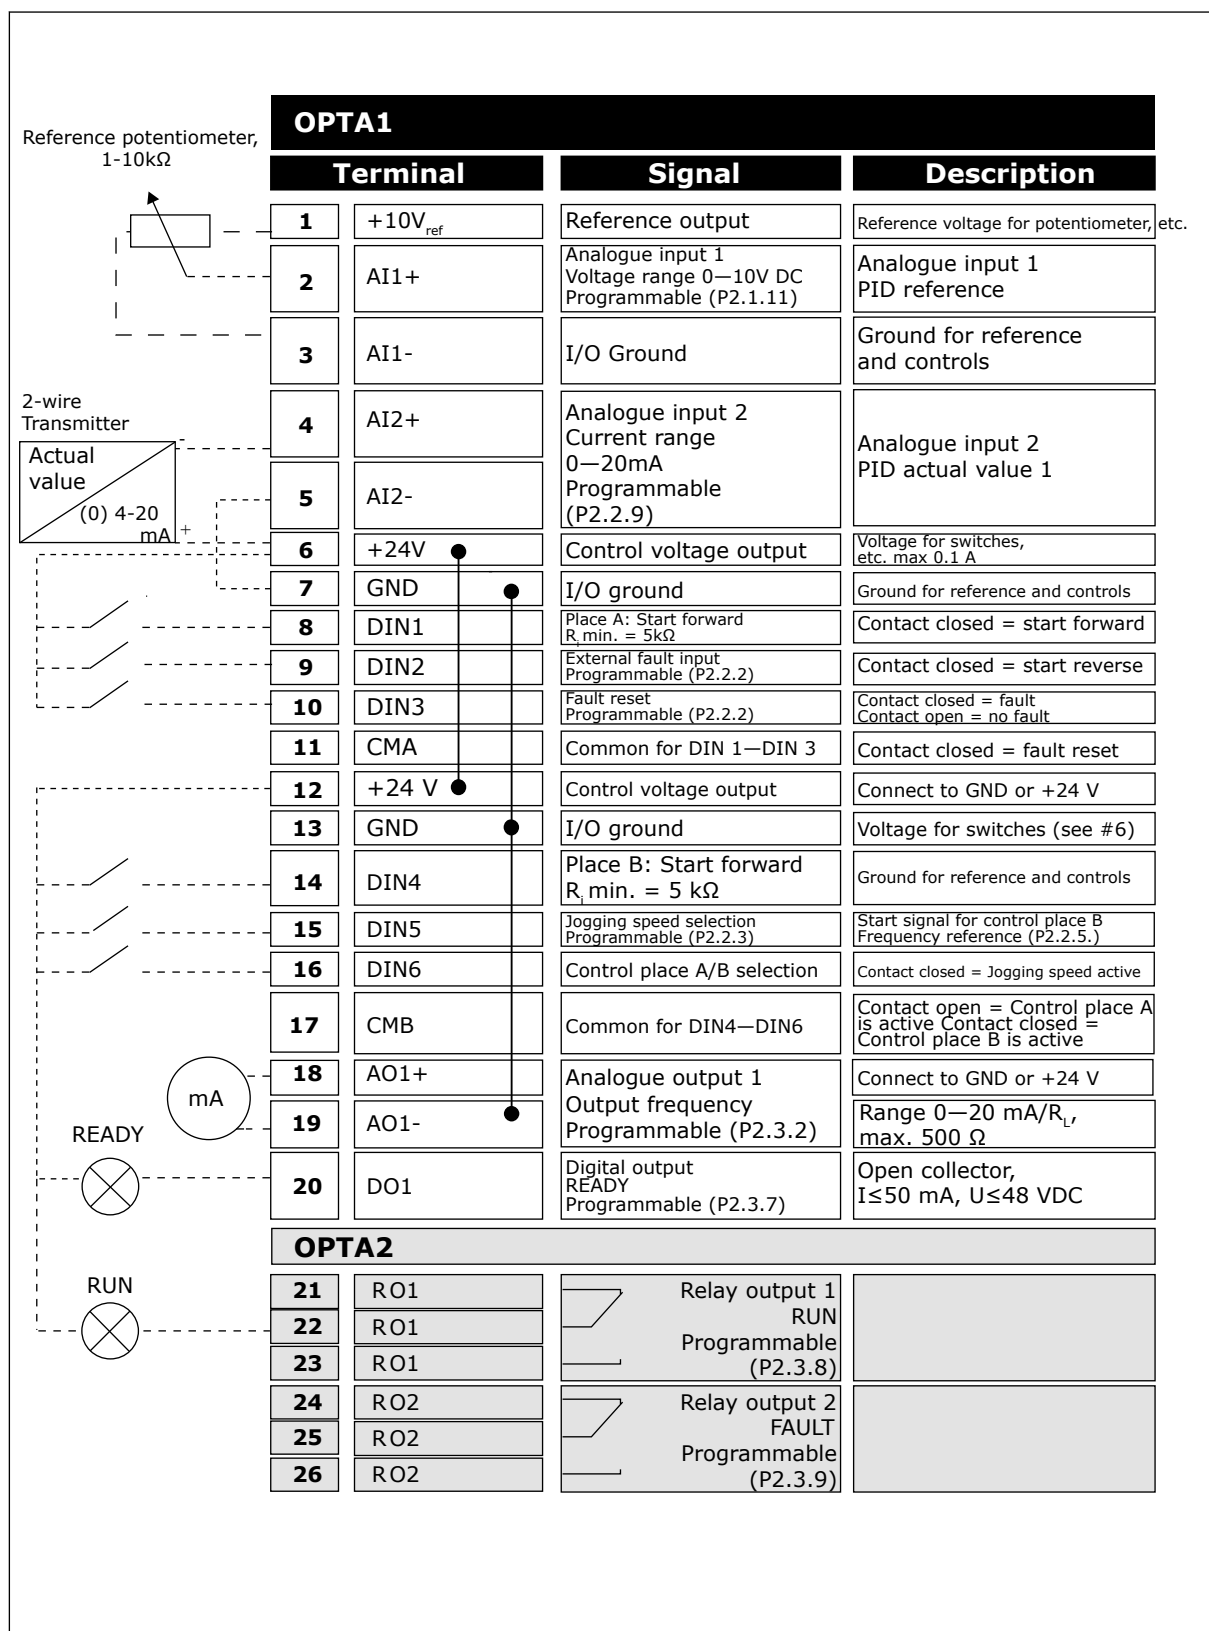 OPTA1
Reference potentiometer,
1-10kΩ
Terminal
Signal
Description
1
+10Vref
Reference output
Reference voltage for potentiometer, etc.
2
AI1+
Analogue input 1
Voltage range 0—10V DC
Programmable (P2.1.11)
Analogue input 1
PID reference
3
AI1-
I/O Ground
Ground for reference
and controls
2-wire
Transmitter
-
Actual
value
(0) 4-20
mA
+
4
AI2+
Analogue input 2
Current range
0—20mA
Programmable
(P2.2.9)
Analogue input 2
PID actual value 1
5
AI2-
6
+24V
Control voltage output
Voltage for switches,
etc. max 0.1 A
7
GND
I/O ground
Ground for reference and controls
8
DIN1
Place A: Start forward
Ri min. = 5kΩ
Contact closed = start forward
9
DIN2
External fault input
Programmable (P2.2.2)
Contact closed = start reverse
10
DIN3
Fault reset
Programmable (P2.2.2)
Contact closed = fault
Contact open = no fault
11
CMA
Common for DIN 1—DIN 3
Contact closed = fault reset
12
+24 V
Control voltage output
Connect to GND or +24 V
13
GND
I/O ground
Voltage for switches (see #6)
14
DIN4
Place B: Start forward
Ri min. = 5 kΩ
Ground for reference and controls
15
DIN5
Jogging speed selection
Programmable (P2.2.3)
Start signal for control place B
Frequency reference (P2.2.5.)
16
DIN6
Control place A/B selection
Contact closed = Jogging speed active
17
CMB
Common for DIN4—DIN6
Contact open = Control place A
is active Contact closed =
Control place B is active
mA
18
AO1+
Analogue output 1
Output frequency
Programmable (P2.3.2)
Connect to GND or +24 V
19
AO1-
Range 0—20 mA/RL,
max. 500 Ω
READY
20
DO1
Digital output
READY
Programmable (P2.3.7)
Open collector,
I≤50 mA, U≤48 VDC
OPTA2
RUN
21
RO1
Relay output 1
RUN
Programmable
(P2.3.8)
22
RO1
23
RO1
24
RO2
Relay output 2
FAULT
Programmable
(P2.3.9)
25
RO2
26
RO2